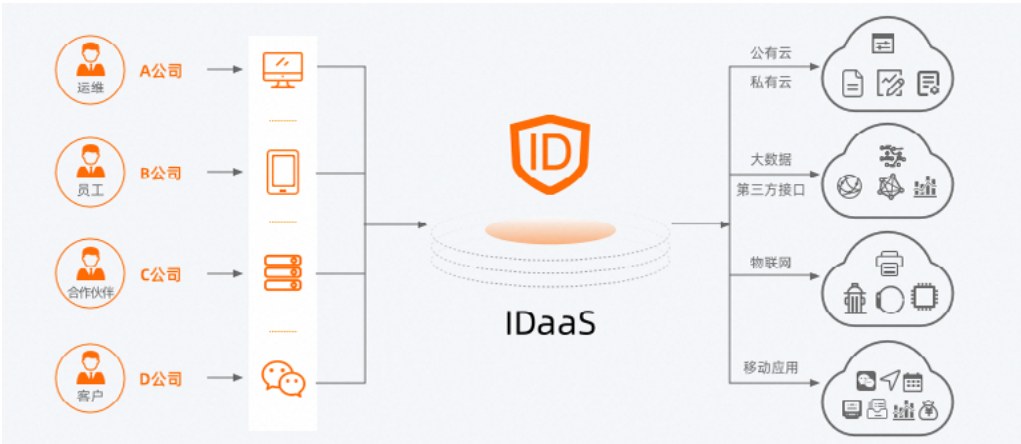 运维
A公司
员工
B公司
合作伙伴
C公司
客户
D公司
ID
IDaaS
公有云
私有云
大数据
第三方接口
物联网
移动应用
¥